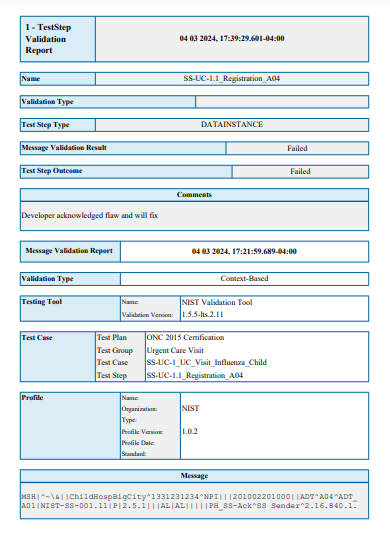 1 - TestStep
Validation
Report
04 03 2024, 17:39:29.601-04:00
Name
SS-UC-1.1_Registration_A04
Validation Type
Test Step Type
DATAINSTANCE
Message Validation Result
Failed
Test Step Outcome
Failed
Comments
Developer acknowledged flaw and will fix
Message Validation Report
04 03 2024, 17:21:59.689-04:00
Validation Type
Context-Based
Testing Tool
Name:
NIST Validation Tool
Validation Version:
1.5.5-lts.2.11
Test Case
Test Plan
ONC 2015 Certification
Test Group
Urgent Care Visit
Test Case
SS-UC-1_UC_Visit_Influenza_Child
Test Step
SS-UC-1.1_Registration_A04
Profile
Name:
Organization:
NIST
Type:
Profile Version:
1.0.2
Profile Date:
Standard:
Message
MSH|^~\&||ChildHospBigCity^1331231234^NPI|||201002201000||ADT^A04^ADT_
A01|NIST-SS-001.11|P|2.5.1|||AL|AL|||||PH_SS-Ack^SS Sender^2.16.840.1.